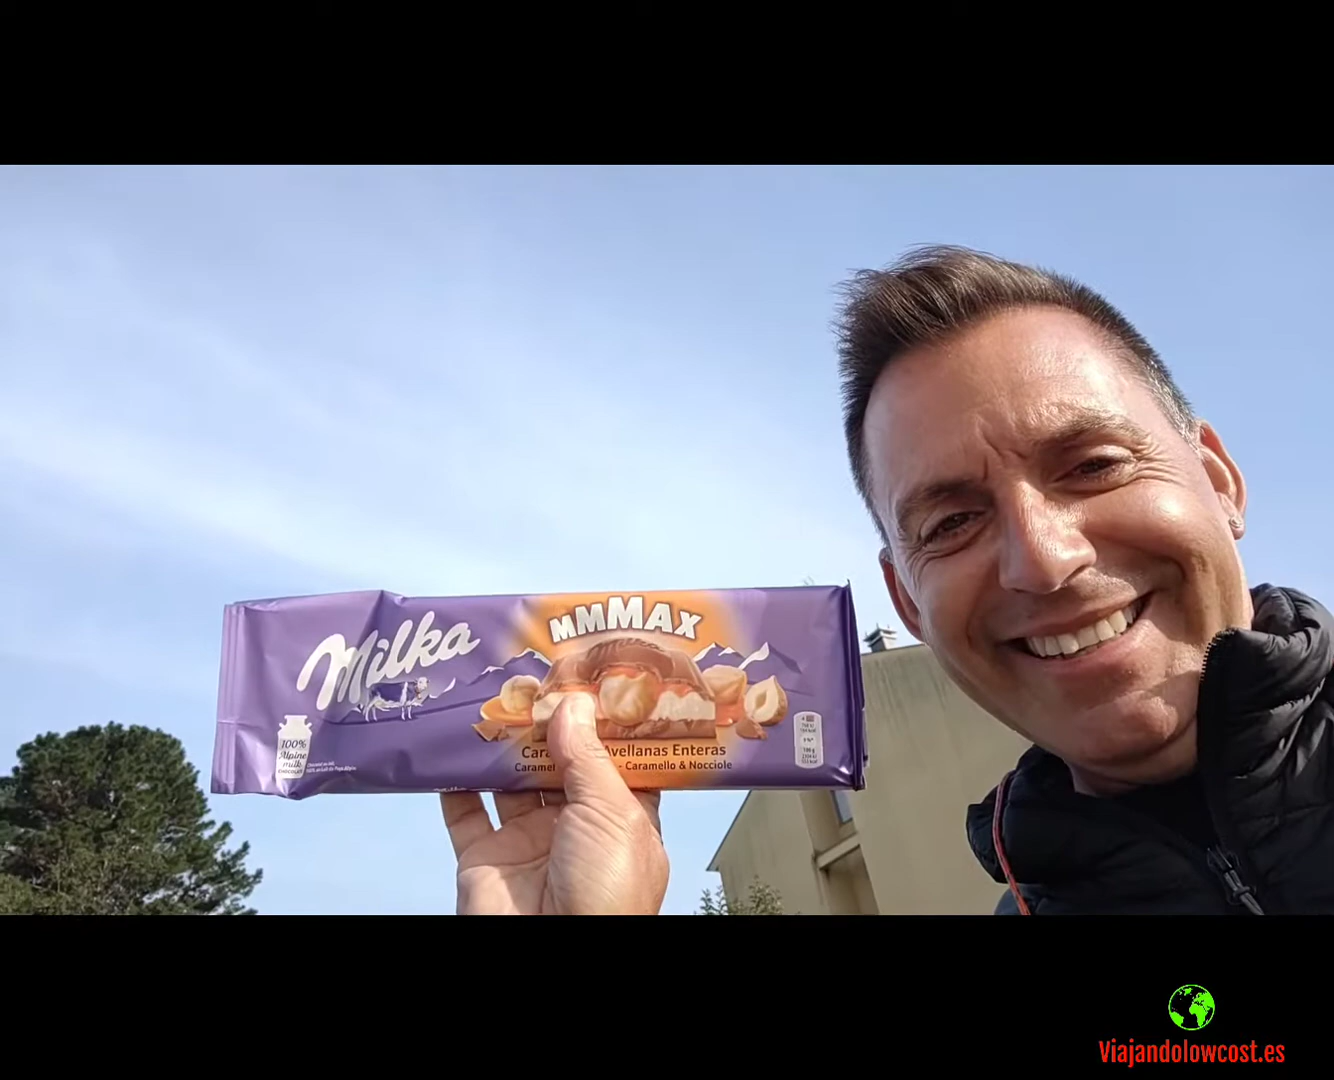 Milka
MMMAX
100%
Alpine
milk
CHOCOLATE
Avellanas Enteras
- Caramello & Nocciole
Viajandolowcost.es